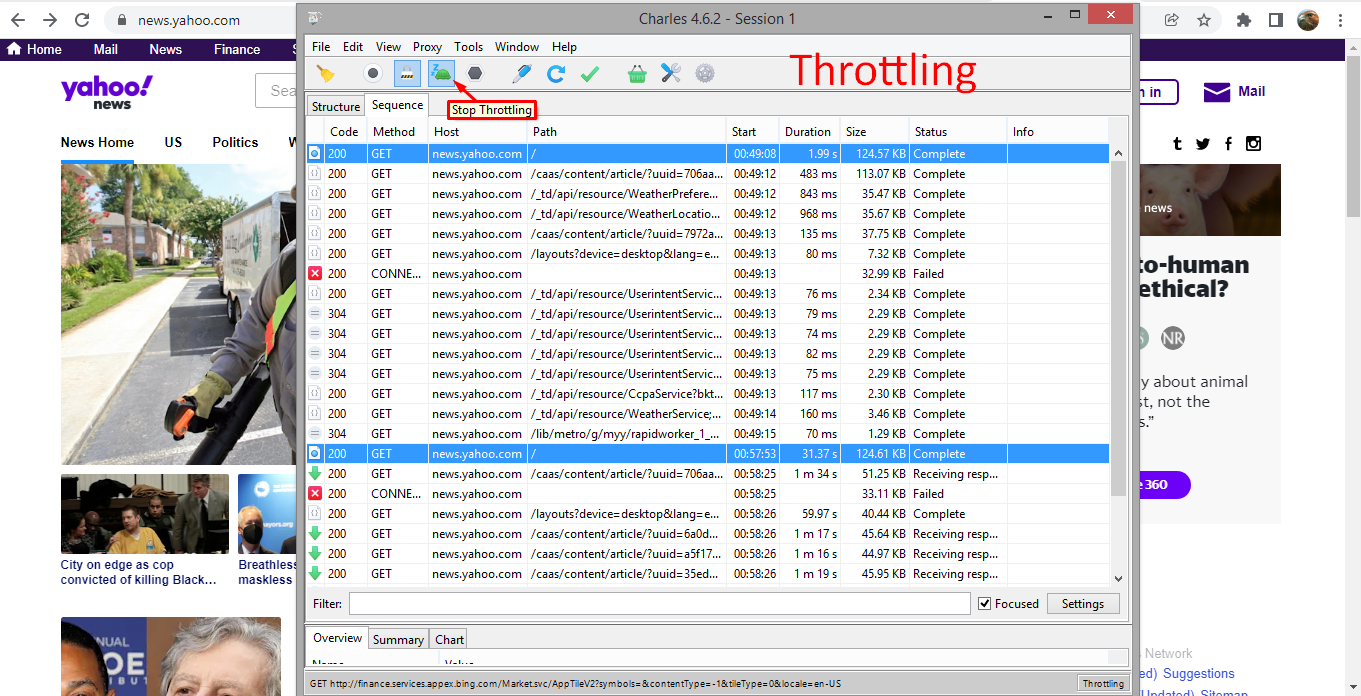 news.yahoo.com
Charles 4.6.2 - Session 1
Home Mail News Finance S
File Edit View Proxy Tools Window Help
Throttling
yahoo!
news
Sea
n in
Mail
Stop Throttling
Structure Sequence
News Home US Politics W
Code Method Host Path Start Duration Size Status Info
200 GET news.yahoo.com / 00:49:08 1.99 s 124.57 KB Complete
200 GET news.yahoo.com /caas/content/article/?uuid=706aa... 00:49:12 483 ms 113.07 KB Complete
200 GET news.yahoo.com /_td/api/resource/WeatherPrefere... 00:49:12 843 ms 35.47 KB Complete
200 GET news.yahoo.com /_td/api/resource/WeatherLocatio... 00:49:12 968 ms 35.67 KB Complete
200 GET news.yahoo.com /caas/content/article/?uuid=7972a... 00:49:13 135 ms 37.75 KB Complete
200 GET news.yahoo.com /layouts?device=desktop&lang=e... 00:49:13 80 ms 7.32 KB Complete
200 CONNE... news.yahoo.com 00:49:13 32.99 KB Failed
200 GET news.yahoo.com /_td/api/resource/UserintentServic... 00:49:13 76 ms 2.34 KB Complete
304 GET news.yahoo.com /_td/api/resource/UserintentServic... 00:49:13 79 ms 2.29 KB Complete
304 GET news.yahoo.com /_td/api/resource/UserintentServic... 00:49:13 74 ms 2.29 KB Complete
304 GET news.yahoo.com /_td/api/resource/UserintentServic... 00:49:13 82 ms 2.29 KB Complete
304 GET news.yahoo.com /_td/api/resource/UserintentServic... 00:49:13 75 ms 2.29 KB Complete
200 GET news.yahoo.com /_td/api/resource/CcpaService?bkt... 00:49:13 117 ms 2.30 KB Complete
200 GET news.yahoo.com /_td/api/resource/WeatherService;... 00:49:14 160 ms 3.46 KB Complete
304 GET news.yahoo.com /lib/metro/g/myy/rapidworker_1_... 00:49:15 70 ms 1.29 KB Complete
200 GET news.yahoo.com / 00:57:53 31.37 s 124.61 KB Complete
200 GET news.yahoo.com /caas/content/article/?uuid=706aa... 00:58:25 1 m 34 s 51.25 KB Receiving resp...
200 CONNE... news.yahoo.com 00:58:25 33.11 KB Failed
200 GET news.yahoo.com /layouts?device=desktop&lang=e... 00:58:26 59.97 s 40.44 KB Complete
200 GET news.yahoo.com /caas/content/article/?uuid=6a0d... 00:58:26 1 m 17 s 45.64 KB Receiving resp...
200 GET news.yahoo.com /caas/content/article/?uuid=a5f17... 00:58:26 1 m 16 s 44.97 KB Receiving resp...
200 GET news.yahoo.com /caas/content/article/?uuid=35ed... 00:58:26 1 m 19 s 45.95 KB Receiving resp...
news
to-human
ethical?
NR
y about animal
st, not the
s.”
e 360
City on edge as cop
convicted of killing Black...
Breathless
maskless
Filter: Focused Settings
Overview Summary Chart
Name Value
GET http://finance.services.appex.bing.com/Market.svc/AppTileV2?symbols=&contentType=-1&tileType=0&locale=en-US
Throttling
Network
ed) Suggestions
(Updated) Sitemap